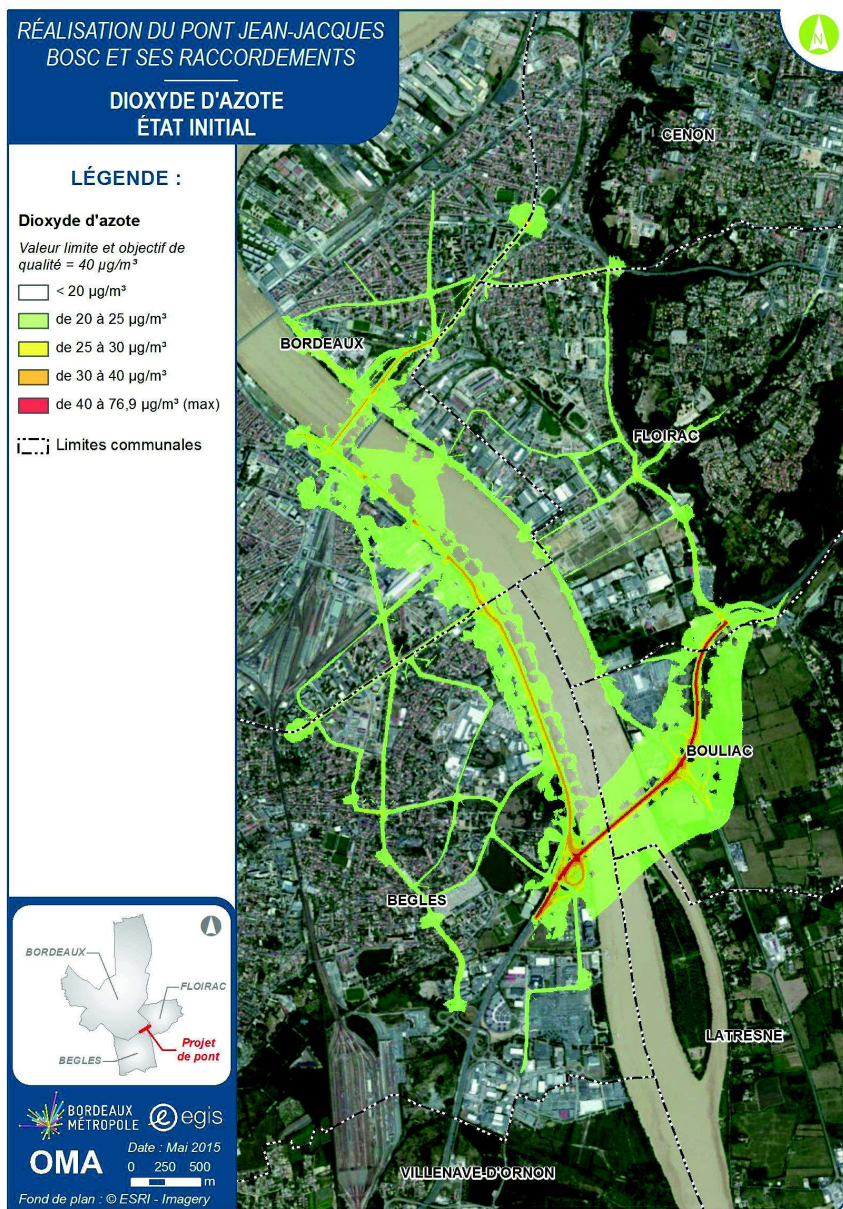 RÉALISATION DU PONT JEAN-JACQUES
BOSC ET SES RACCORDEMENTS
DIOXYDE D'AZOTE
ÉTAT INITIAL
N
LÉGENDE :
Dioxyde d'azote
Valeur limite et objectif de
qualité = 40 µg/m³
< 20 µg/m³
de 20 à 25 µg/m³
de 25 à 30 µg/m³
de 30 à 40 µg/m³
de 40 à 76,9 µg/m³ (max)
Limites communales
CENON
BORDEAUX
FLOIRAC
BOULIAC
BEGLES
LATRESNE
VILLENAVE-D'ORNON
BORDEAUX
FLOIRAC
Projet
de pont
BEGLES
BORDEAUX
MÉTROPOLE
egis
OMA
Date : Mai 2015
0 250 500
m
Fond de plan : © ESRI - Imagery